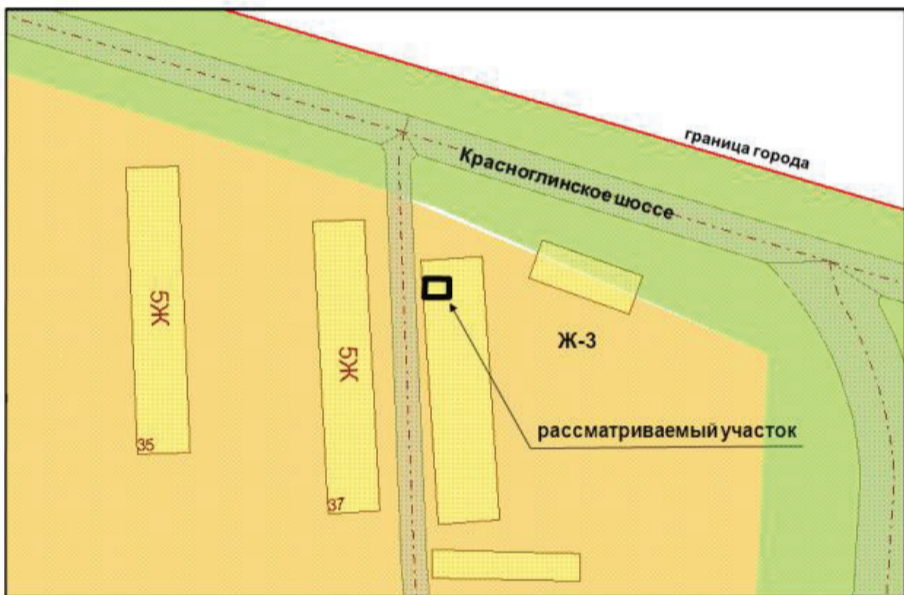 граница города
Красноглинское шоссе
5Ж
5Ж
Ж-3
рассматриваемый участок
35
37